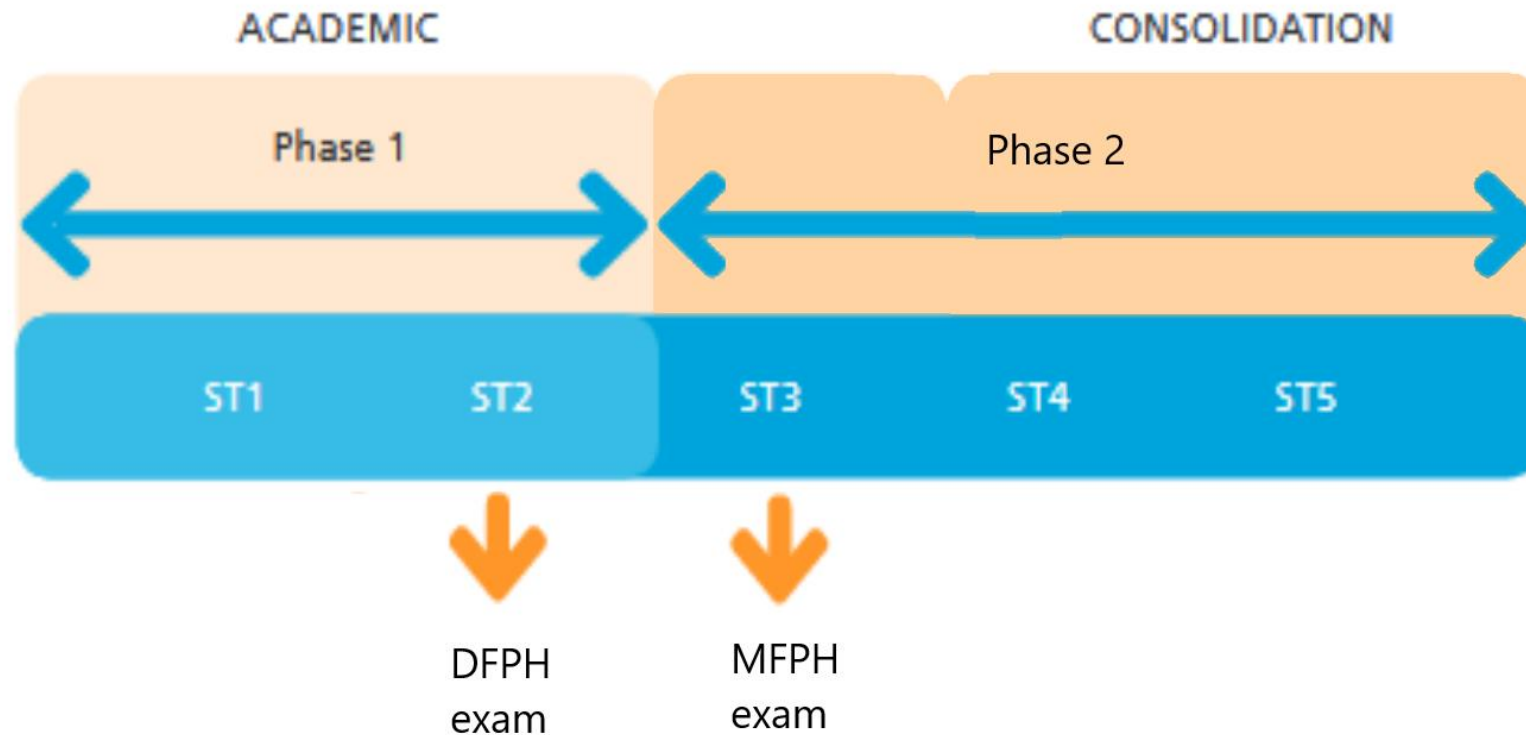 ACADEMIC CONSOLIDATION
Phase 1 Phase 2
ST1 ST2 ST3 ST4 ST5
DFPH MFPH
exam exam